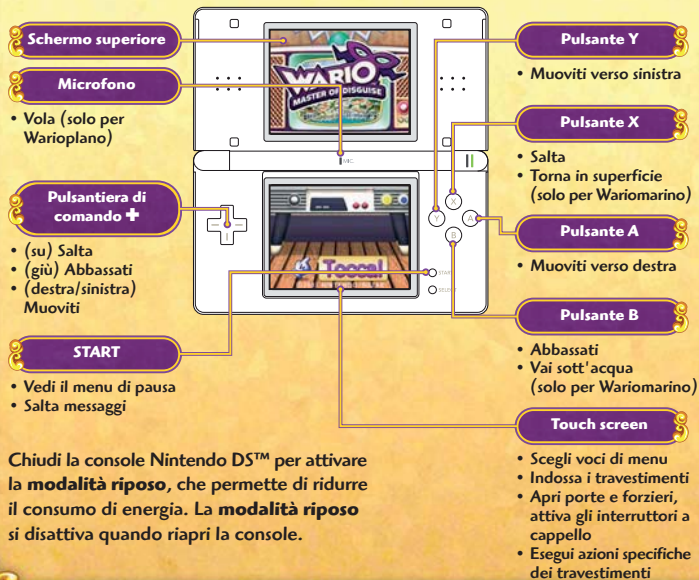 Schermo superiore
Microfono
• Vola (solo per
Warioplano)
Pulsantiera di
comando +
• (su) Salta
• (giù) Abbassati
• (destra/sinistra)
Muoviti
START
• Vedi il menu di pausa
• Salta messaggi
WARIO
MASTER OF DISGUISE
MIC.
X
Y
A
B
START
SELECT
Tocca!
Pulsante Y
• Muoviti verso sinistra
Pulsante X
• Salta
• Torna in superficie
(solo per Wariomarino)
Pulsante A
• Muoviti verso destra
Pulsante B
• Abbassati
• Vai sott'acqua
(solo per Wariomarino)
Touch screen
• Scegli voci di menu
• Indossa i travestimenti
• Apri porte e forzieri,
attiva gli interruttori a
cappello
• Esegui azioni specifiche
dei travestimenti
Chiudi la console Nintendo DS™ per attivare
la modalità riposo, che permette di ridurre
il consumo di energia. La modalità riposo
si disattiva quando riapri la console.